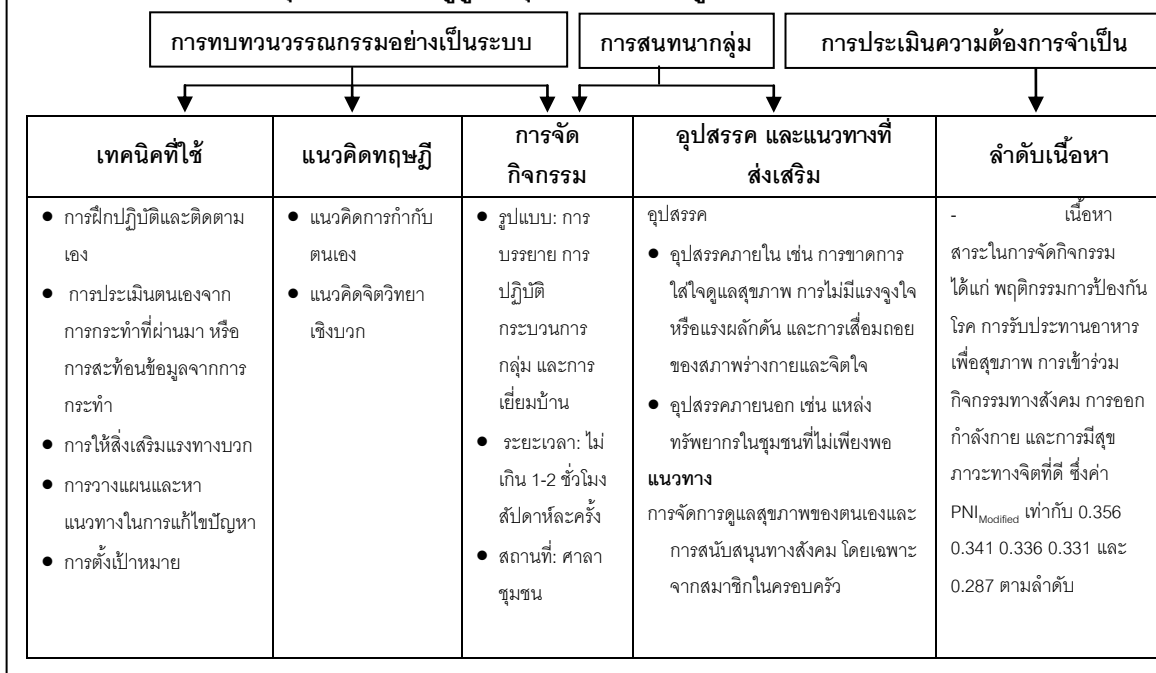 การทบทวนวรรณกรรมอย่างเป็นระบบ
การสนทนากลุ่ม
การประเมินความต้องการจำเป็น
เทคนิคที่ใช้
แนวคิดทฤษฎี
การจัด
กิจกรรม
อุปสรรค และแนวทางที่
ส่งเสริม
ลำดับเนื้อหา
● การฝึกปฏิบัติและติดตาม
เอง
● การประเมินตนเองจาก
การกระทำที่ผ่านมา หรือ
การสะท้อนข้อมูลจากการ
กระทำ
● การให้สิ่งเสริมแรงทางบวก
● การวางแผนและหา
แนวทางในการแก้ไขปัญหา
● การตั้งเป้าหมาย
● แนวคิดการกำกับ
ตนเอง
● แนวคิดจิตวิทยา
เชิงบวก
● รูปแบบ: การ
บรรยาย การ
ปฏิบัติ
กระบวนการ
กลุ่ม และการ
เยี่ยมบ้าน
● ระยะเวลา: ไม่
เกิน 1-2 ชั่วโมง
สัปดาห์ละครั้ง
● สถานที่: ศาลา
ชุมชน
อุปสรรค
● อุปสรรคภายใน เช่น การขาดการ
ใส่ใจดูแลสุขภาพ การไม่มีแรงจูงใจ
หรือแรงผลักดัน และการเสื่อมถอย
ของสภาพร่างกายและจิตใจ
● อุปสรรคภายนอก เช่น แหล่ง
ทรัพยากรในชุมชนที่ไม่เพียงพอ
แนวทาง
การจัดการดูแลสุขภาพของตนเองและ
การสนับสนุนทางสังคม โดยเฉพาะ
จากสมาชิกในครอบครัว
- เนื้อหา
สาระในการจัดกิจกรรม
ได้แก่ พฤติกรรมการป้องกัน
โรค การรับประทานอาหาร
เพื่อสุขภาพ การเข้าร่วม
กิจกรรมทางสังคม การออก
กำลังกาย และการมีสุข
ภาวะทางจิตที่ดี ซึ่งค่า
PNI Modified เท่ากับ 0.356
0.341 0.336 0.331 และ
0.287 ตามลำดับ